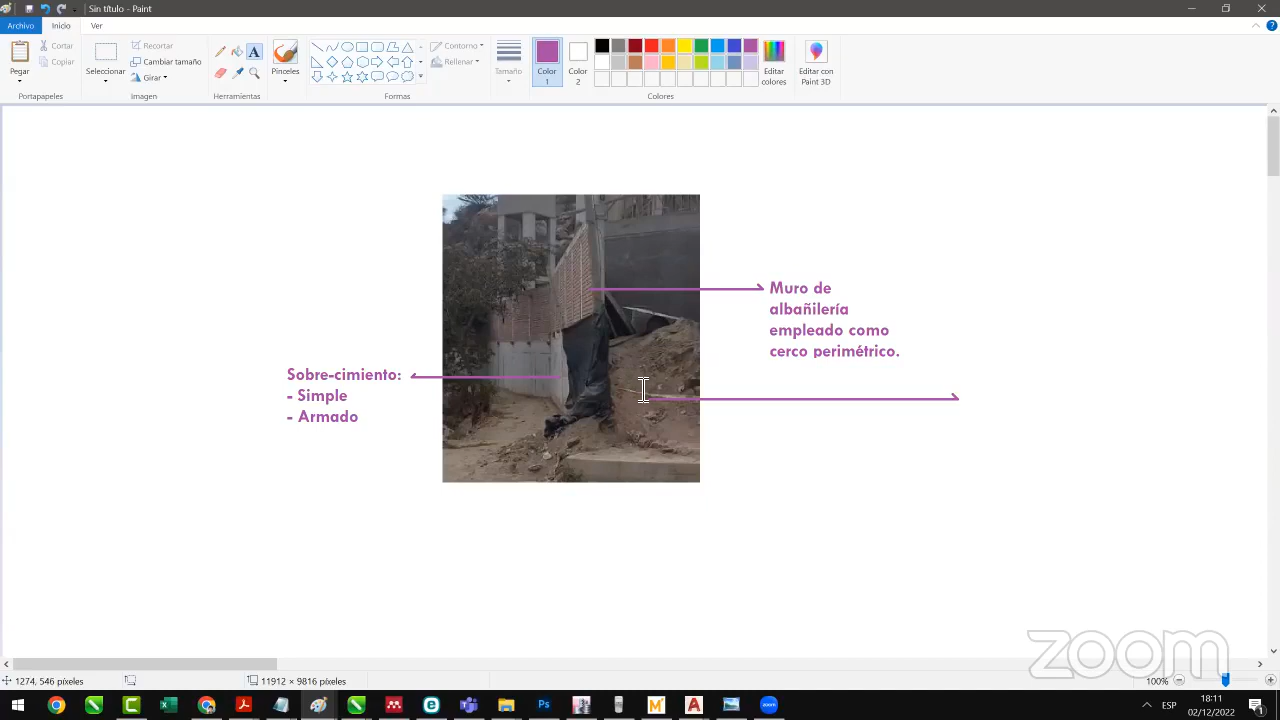 Sin título - Paint
Archivo
Inicio
Ver
Pegar
Cortar
Copiar
Portapapeles
Seleccionar
Recortar
Cambiar tamaño
Girar
Imagen
A
Herramientas
Pinceles
Contorno
Rellenar
Formas
Tamaño
Color
1
Color
2
Colores
Editar
colores
Editar con
Paint 3D
Muro de
albañilería
empleado como
cerco perimétrico.
Sobre-cimiento:
- Simple
- Armado
zoom
1274, 546 píxeles
11912 × 9816 píxeles
100%
Ps
M
A
zoom
ESP
18:11
02/12/2022
1